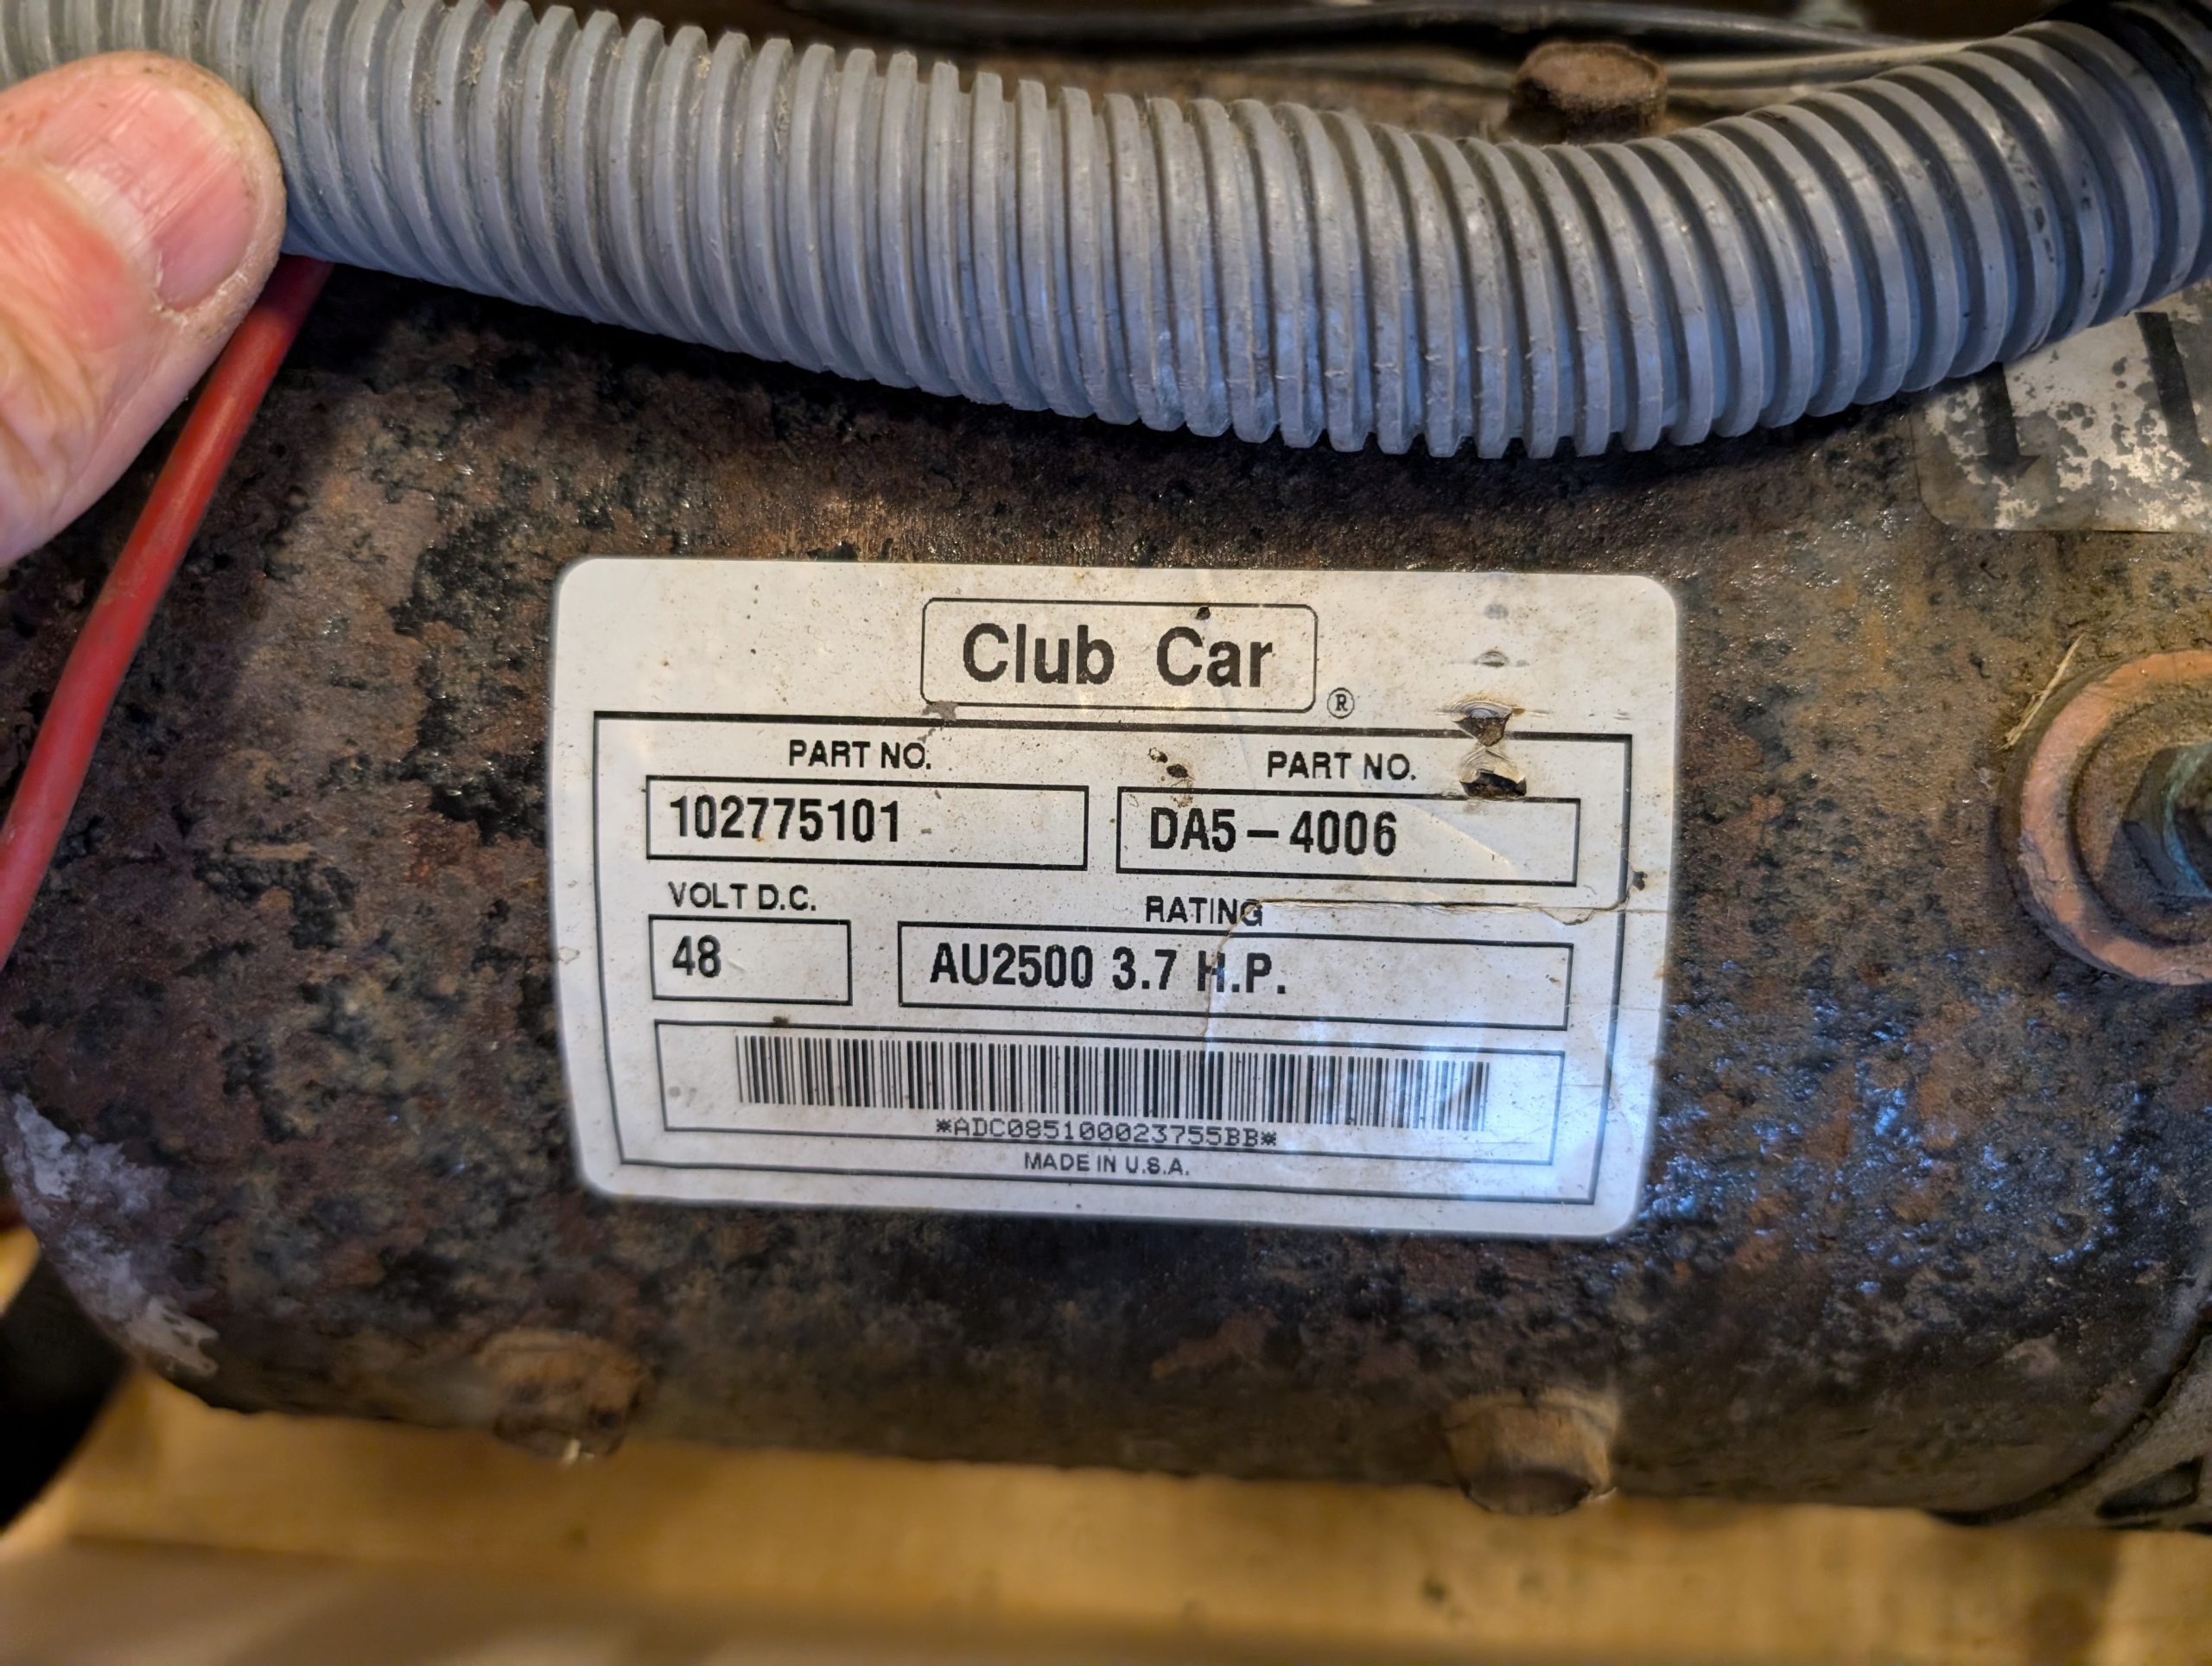 Club Car ®
PART NO. PART NO.
102775101 DA5-4006
VOLT D.C. RATING
48 AU2500 3.7 H.P.
*ADC085100023755BB*
MADE IN U.S.A.